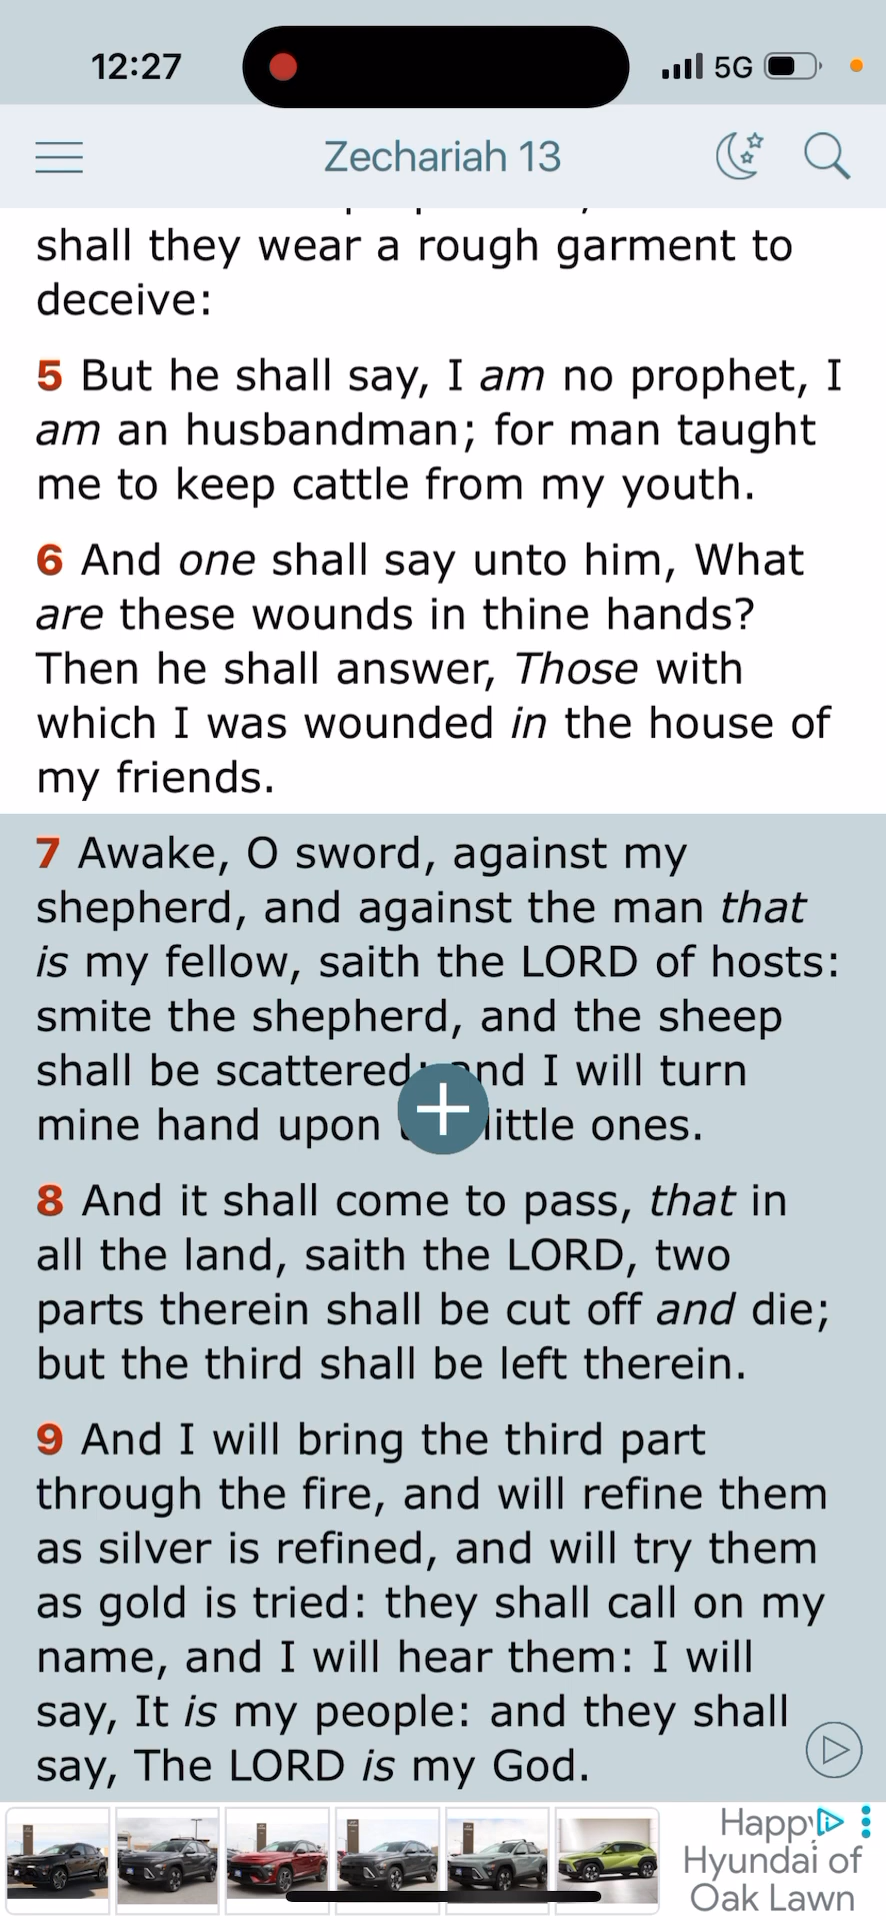 12:27
5G
Zechariah 13
shall they wear a rough garment to
deceive:
5 But he shall say, I am no prophet, I
am an husbandman; for man taught
me to keep cattle from my youth.
6 And one shall say unto him, What
are these wounds in thine hands?
Then he shall answer, Those with
which I was wounded in the house of
my friends.
7 Awake, O sword, against my
shepherd, and against the man that
is my fellow, saith the LORD of hosts:
smite the shepherd, and the sheep
shall be scattered: and I will turn
mine hand upon little ones.
8 And it shall come to pass, that in
all the land, saith the LORD, two
parts therein shall be cut off and die;
but the third shall be left therein.
9 And I will bring the third part
through the fire, and will refine them
as silver is refined, and will try them
as gold is tried: they shall call on my
name, and I will hear them: I will
say, It is my people: and they shall
say, The LORD is my God.
Happy
Hyundai of
Oak Lawn